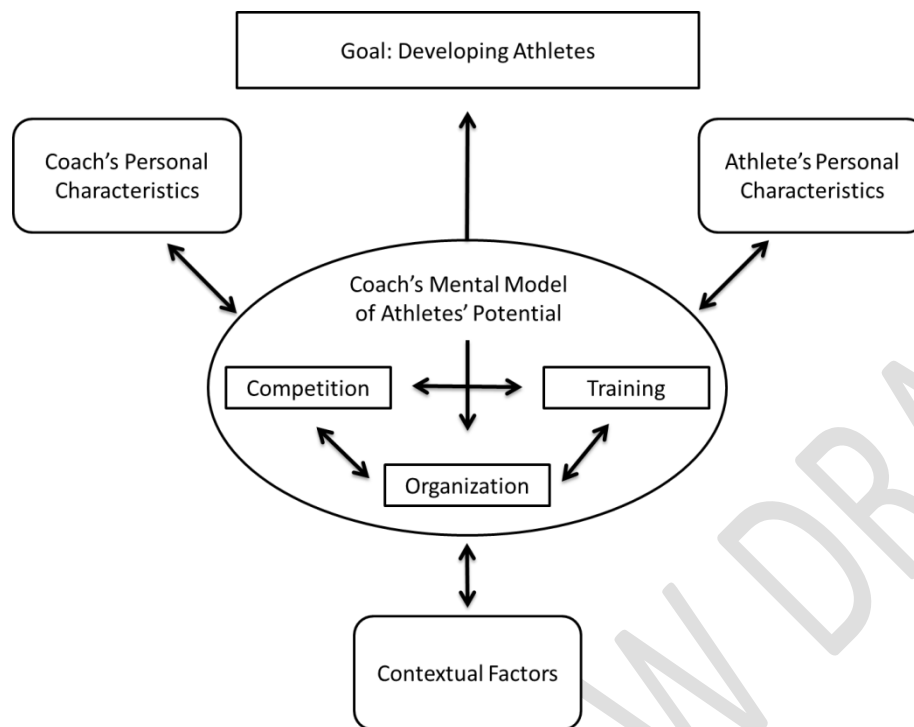 Goal: Developing Athletes
Coach's Personal
Characteristics
Athlete's Personal
Characteristics
Coach's Mental Model
of Athletes' Potential
Competition
Training
Organization
Contextual Factors